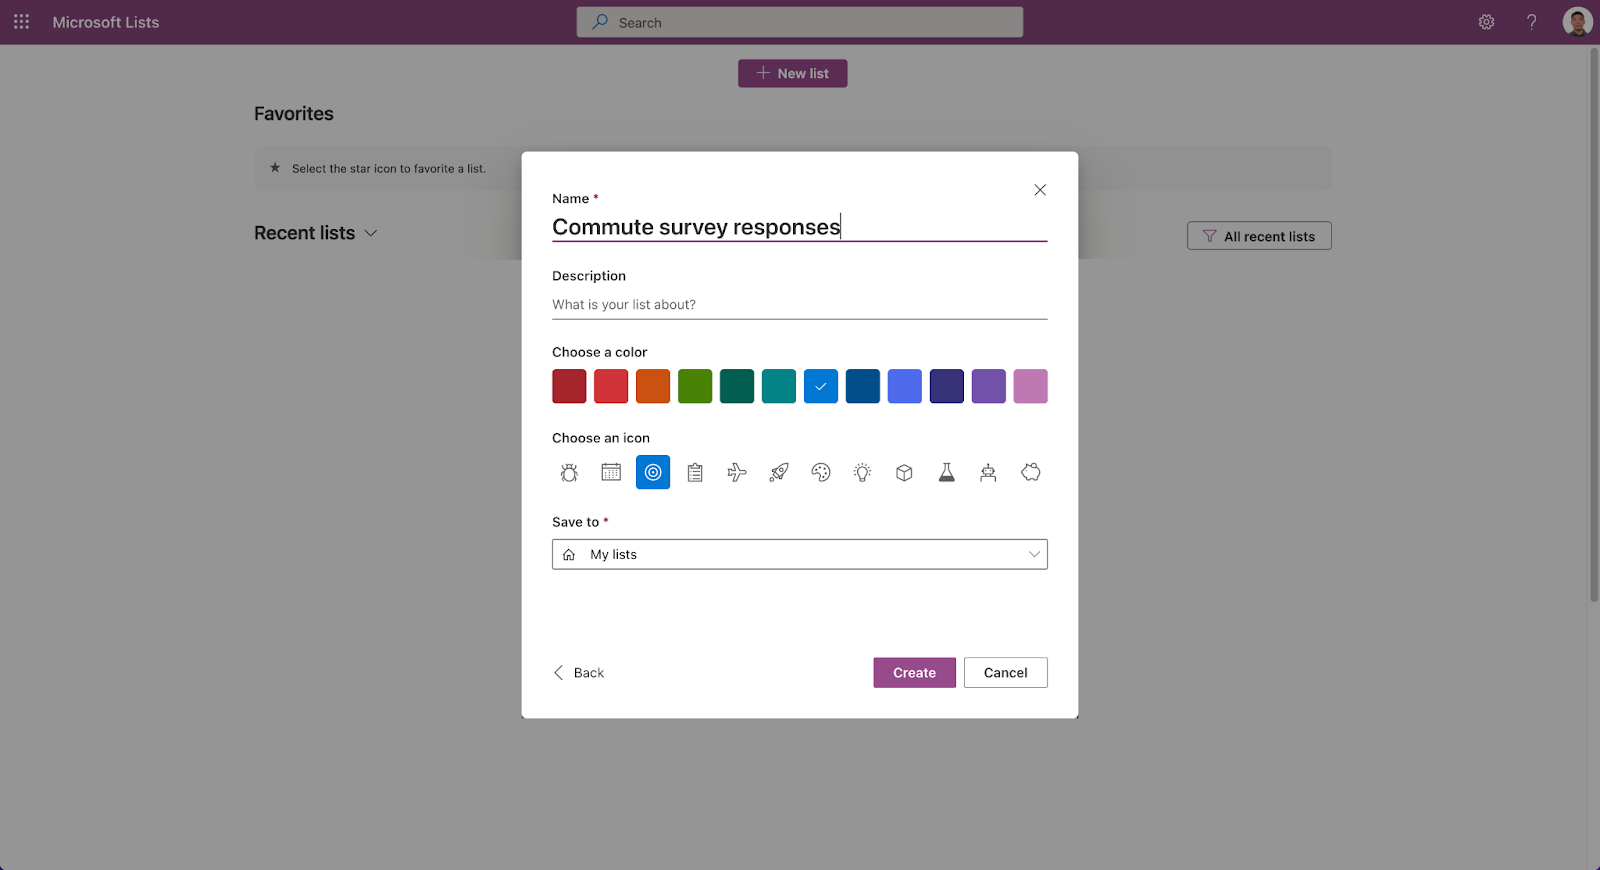 Microsoft Lists
Search
New list
Favorites
Select the star icon to favorite a list.
Recent lists
All recent lists
Name *
Commute survey responses
Description
What is your list about?
Choose a color
Choose an icon
Save to *
My lists
Back
Create
Cancel